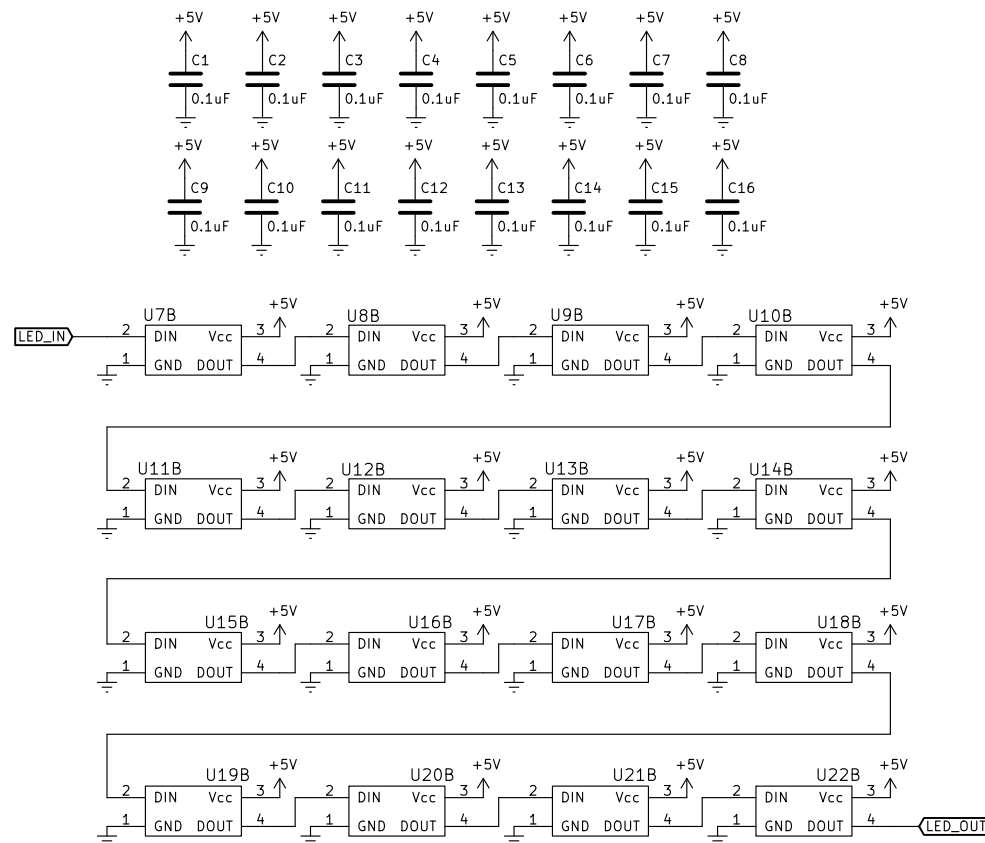 +5V +5V +5V +5V +5V +5V +5V +5V
C1 C2 C3 C4 C5 C6 C7 C8
0.1uF 0.1uF 0.1uF 0.1uF 0.1uF 0.1uF 0.1uF 0.1uF
+5V +5V +5V +5V +5V +5V +5V +5V
C9 C10 C11 C12 C13 C14 C15 C16
0.1uF 0.1uF 0.1uF 0.1uF 0.1uF 0.1uF 0.1uF 0.1uF
+5V +5V +5V +5V
U7B U8B U9B U10B
LED_IN 2 DIN Vcc 3 2 DIN Vcc 3 2 DIN Vcc 3 2 DIN Vcc 3
1 GND DOUT 4 1 GND DOUT 4 1 GND DOUT 4 1 GND DOUT 4
+5V +5V +5V +5V
U11B U12B U13B U14B
2 DIN Vcc 3 2 DIN Vcc 3 2 DIN Vcc 3 2 DIN Vcc 3
1 GND DOUT 4 1 GND DOUT 4 1 GND DOUT 4 1 GND DOUT 4
+5V +5V +5V +5V
U15B U16B U17B U18B
2 DIN Vcc 3 2 DIN Vcc 3 2 DIN Vcc 3 2 DIN Vcc 3
1 GND DOUT 4 1 GND DOUT 4 1 GND DOUT 4 1 GND DOUT 4
+5V +5V +5V +5V
U19B U20B U21B U22B
2 DIN Vcc 3 2 DIN Vcc 3 2 DIN Vcc 3 2 DIN Vcc 3
1 GND DOUT 4 1 GND DOUT 4 1 GND DOUT 4 1 GND DOUT 4 LED_OUT